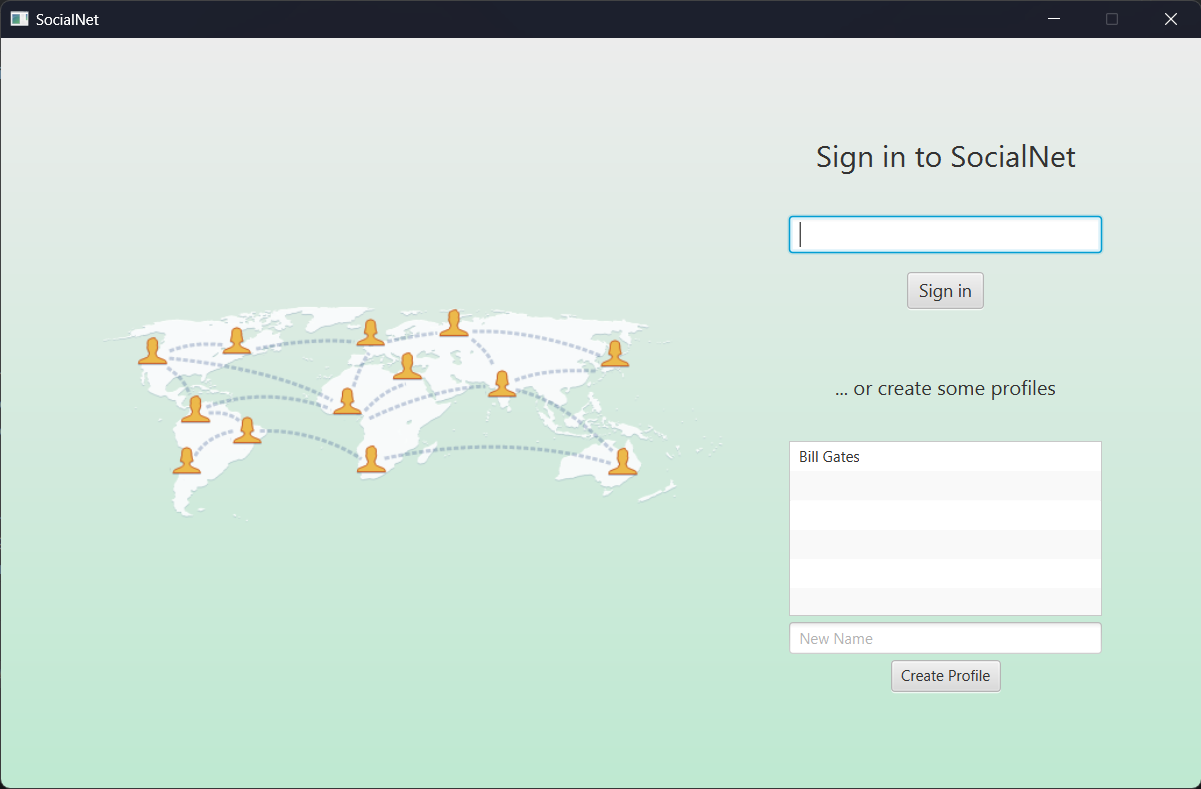 SocialNet
Sign in to SocialNet
Sign in
... or create some profiles
Bill Gates
New Name
Create Profile